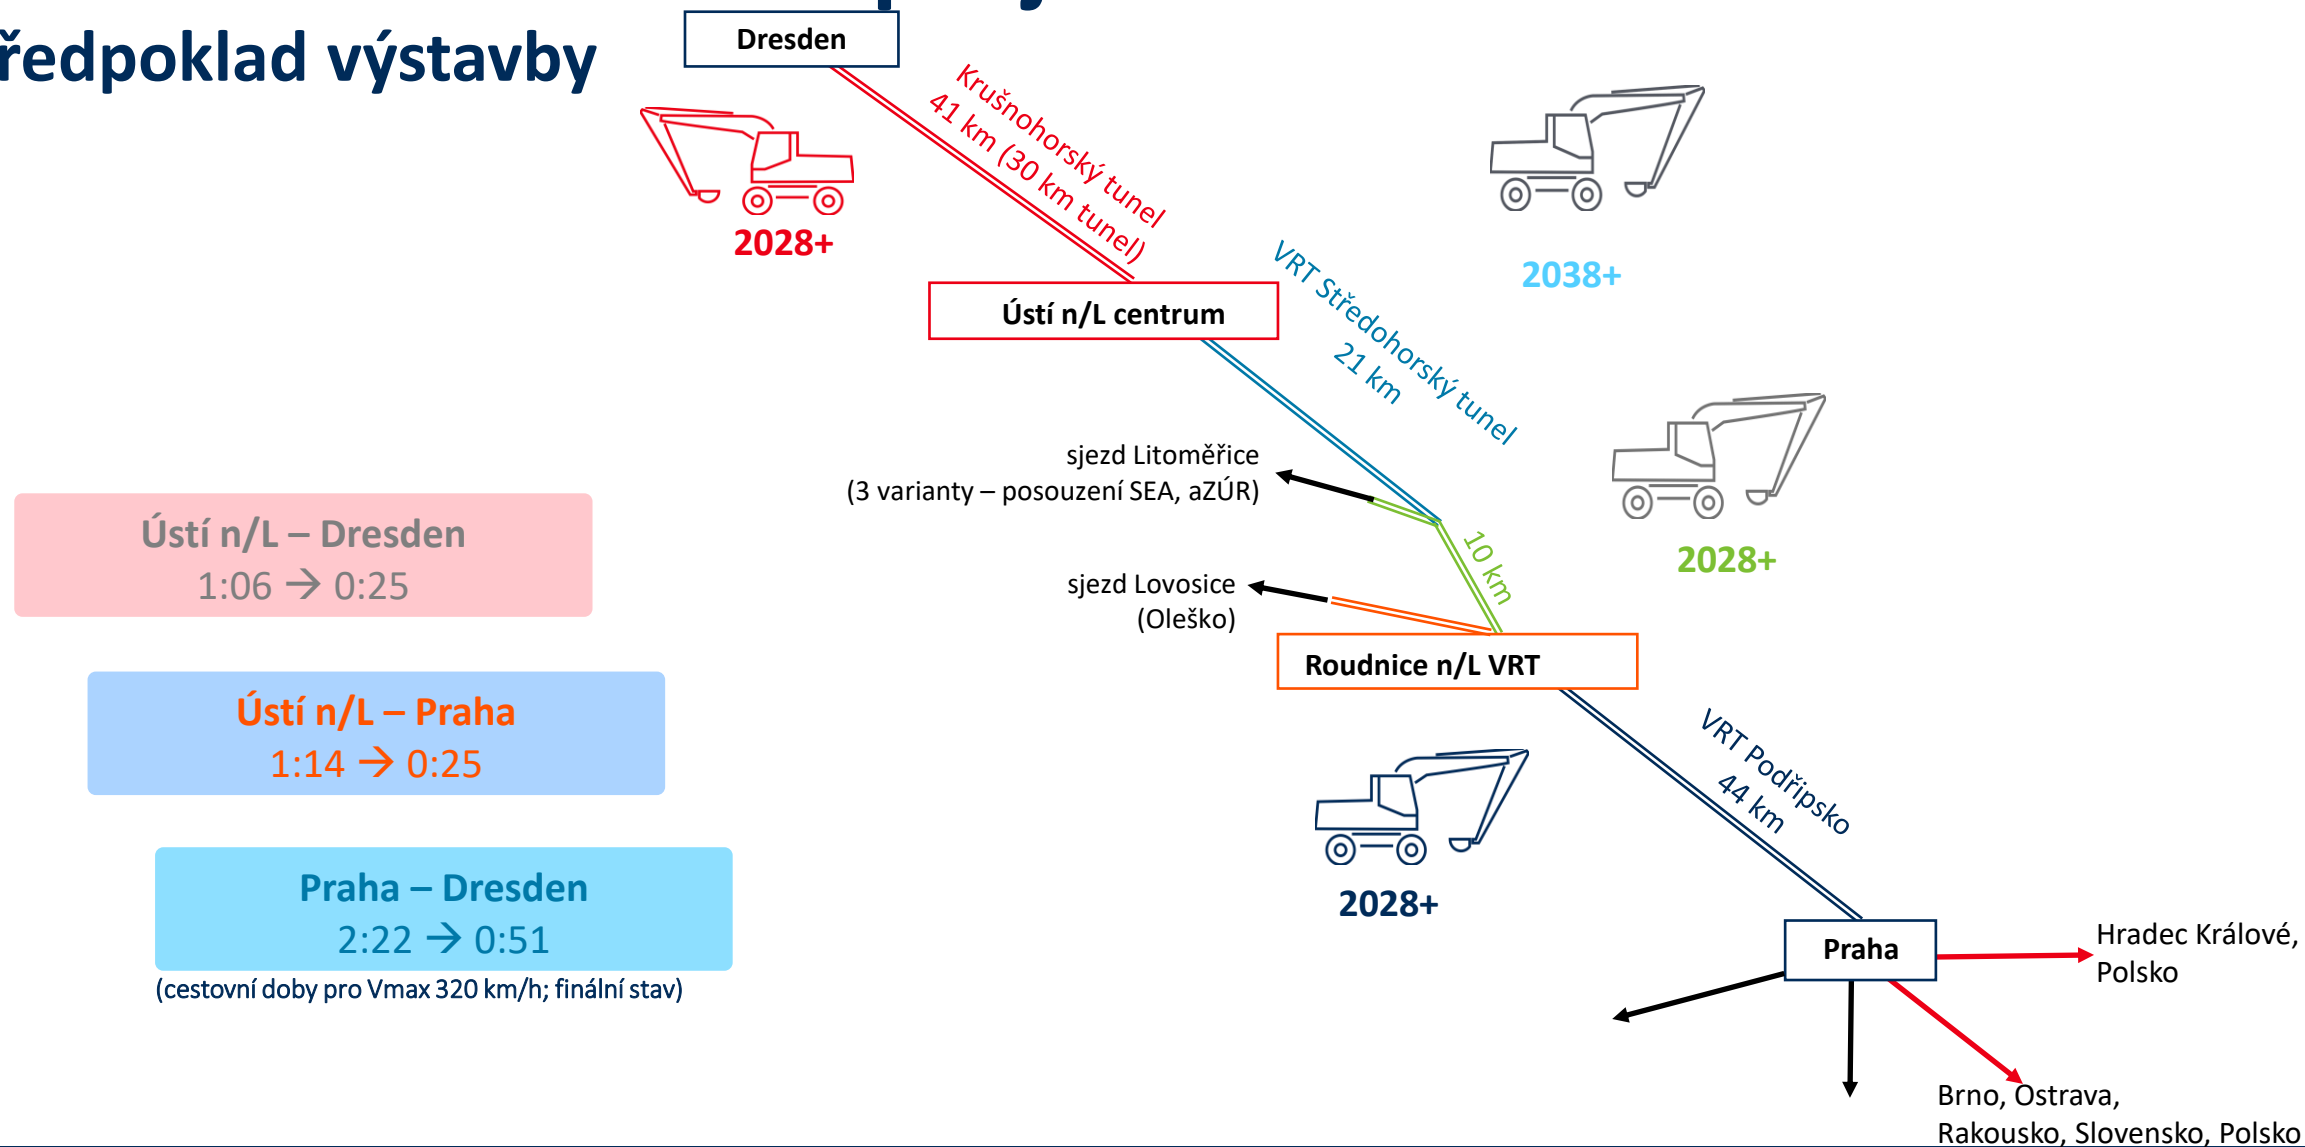 ředpoklad výstavby
Dresden
Krušnohorský tunel
41 km (30 km tunel)
2028+
2038+
Ústí n/L centrum
VRT Středohorský tunel
21 km
sjezd Litoměřice
(3 varianty – posouzení SEA, aZÚR)
10 km
2028+
sjezd Lovosice
(Oleško)
Roudnice n/L VRT
Ústí n/L – Dresden
1:06 → 0:25
Ústí n/L – Praha
1:14 → 0:25
Praha – Dresden
2:22 → 0:51
(cestovní doby pro Vmax 320 km/h; finální stav)
VRT Podřipsko
44 km
2028+
Praha
Hradec Králové,
Polsko
Brno, Ostrava,
Rakousko, Slovensko, Polsko